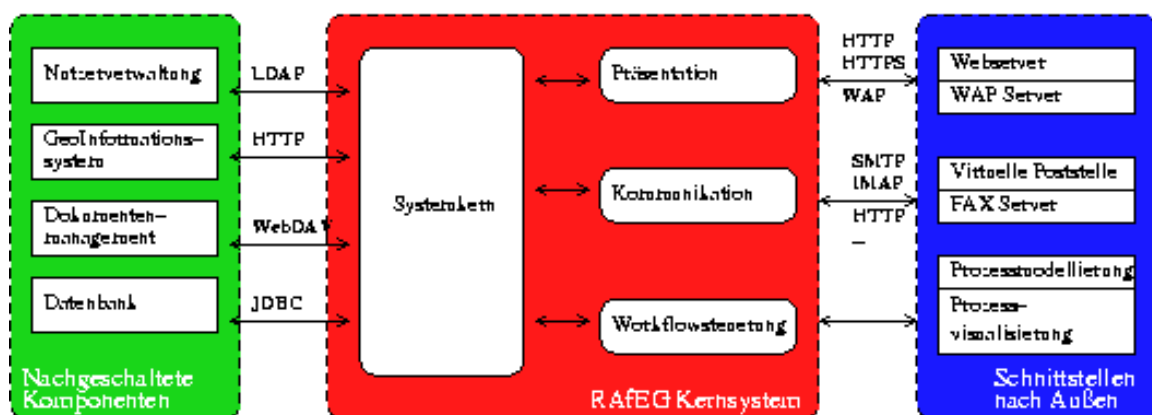 Nutzerverwaltung
GeoInformations–
system
Dokumenten–
management
Datenbank
Nachgeschaltete
Komponenten
LDAP
HTTP
WebDAV
JDBC
Systemkern
Präsentation
Kommunikation
Workflowsteuerung
RAfEG Kernsystem
HTTP
HTTPS
WAP
SMTP
IMAP
HTTP
–
Webserver
WAP Server
Virtuelle Poststelle
FAX Server
Prozessmodellierung
Prozess–
visualisierung
Schnittstellen
nach Außen